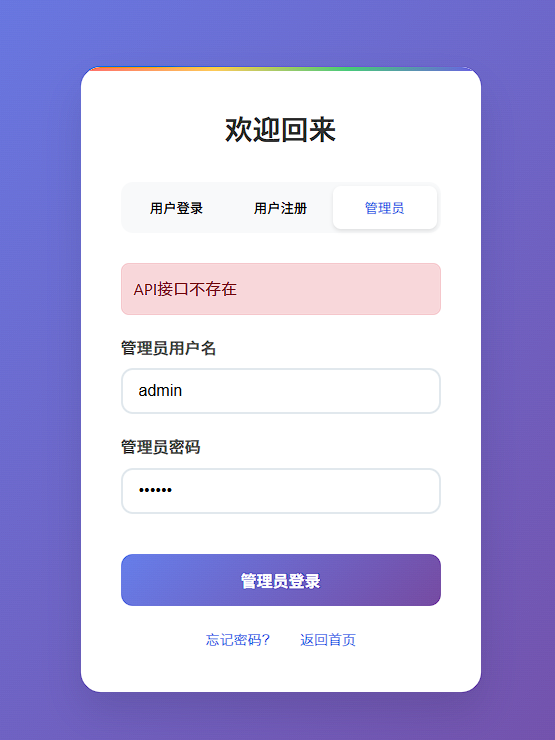 欢迎回来
用户登录 用户注册 管理员
API接口不存在
管理员用户名
admin
管理员密码
••••••
管理员登录
忘记密码? 返回首页